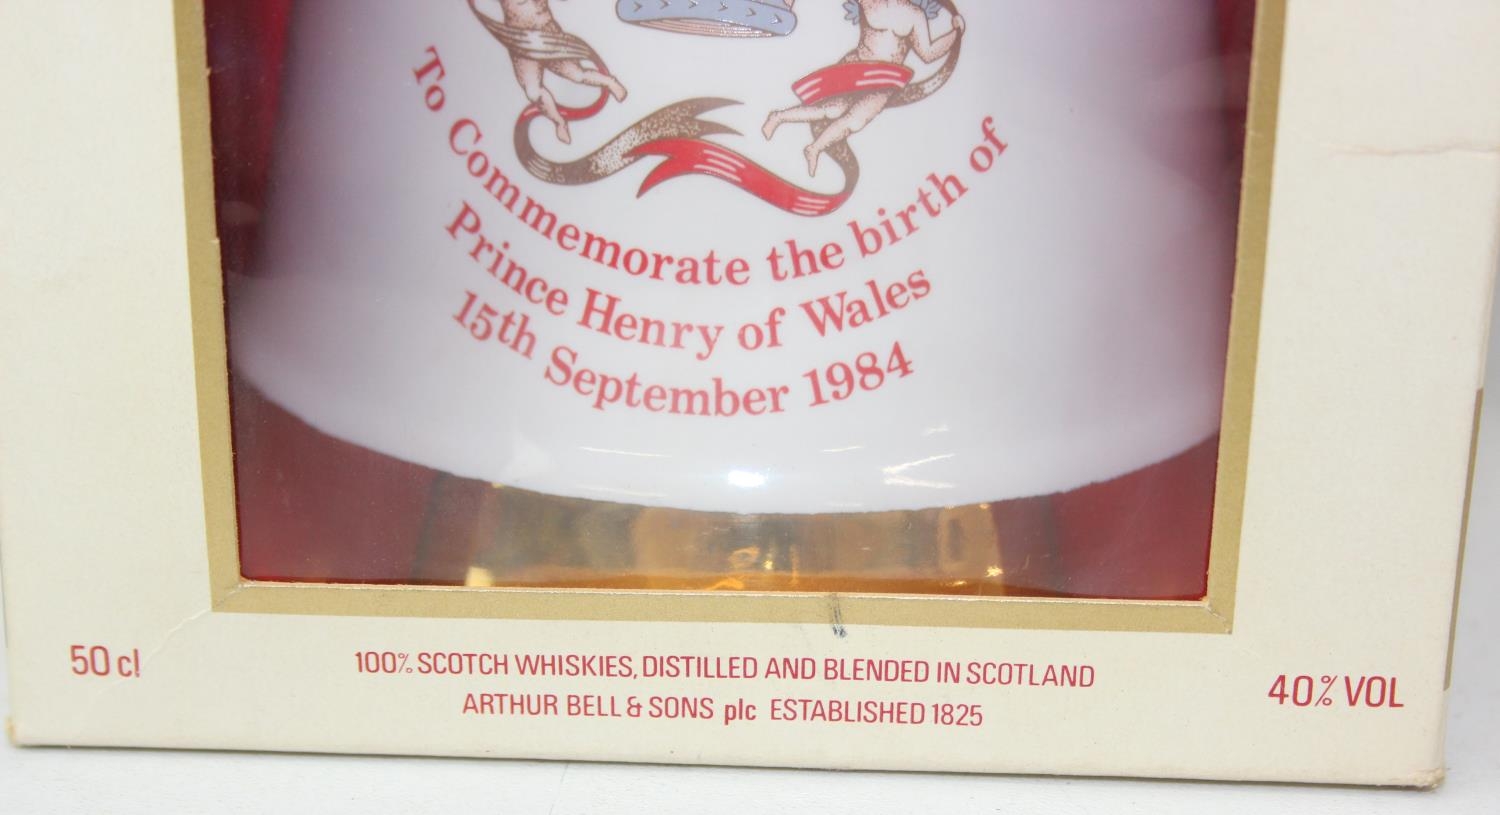 To Commemorate the birth of
Prince Henry of Wales
15th September 1984
50 cl
100% SCOTCH WHISKIES, DISTILLED AND BLENDED IN SCOTLAND
ARTHUR BELL & SONS plc ESTABLISHED 1825
40% VOL